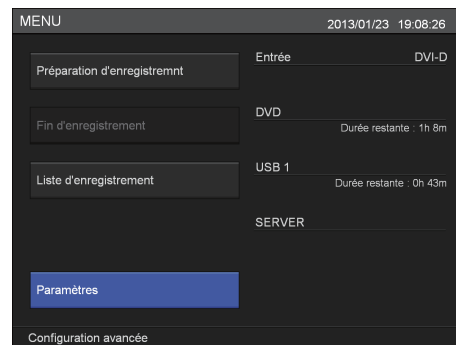 MENU 2013/01/23 19:08:26
Préparation d'enregistremnt
Fin d'enregistrement
Liste d'enregistrement
Paramètres
Entrée DVI-D
DVD
Durée restante : 1h 8m
USB 1
Durée restante : 0h 43m
SERVER
Configuration avancée